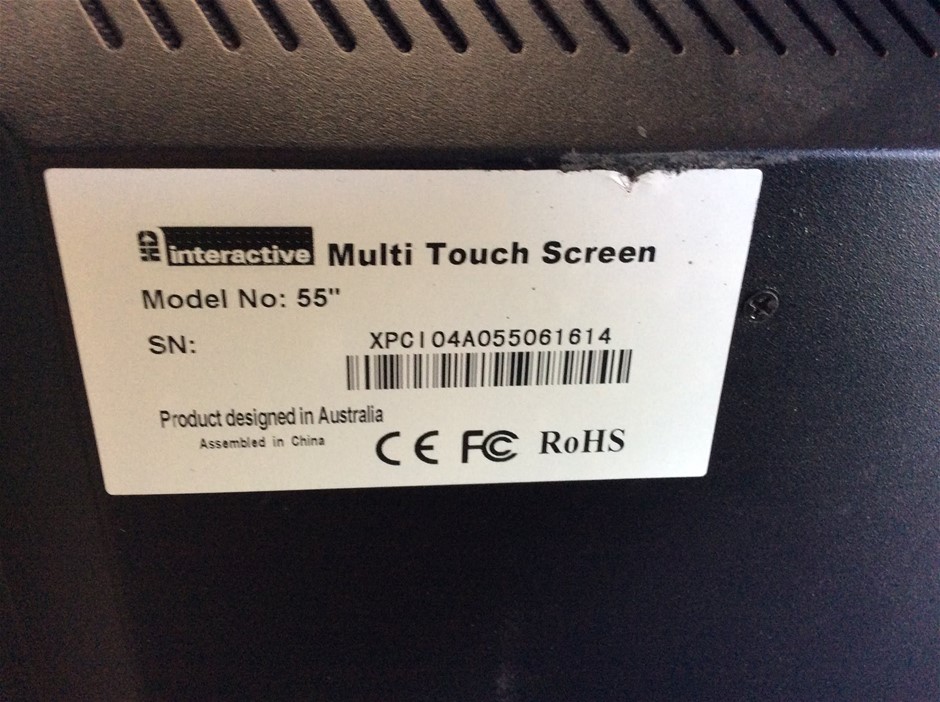 interactive Multi Touch Screen
Model No: 55"
SN: XPCI04A055061614
Product designed in Australia
Assembled in China
CE FC RoHS